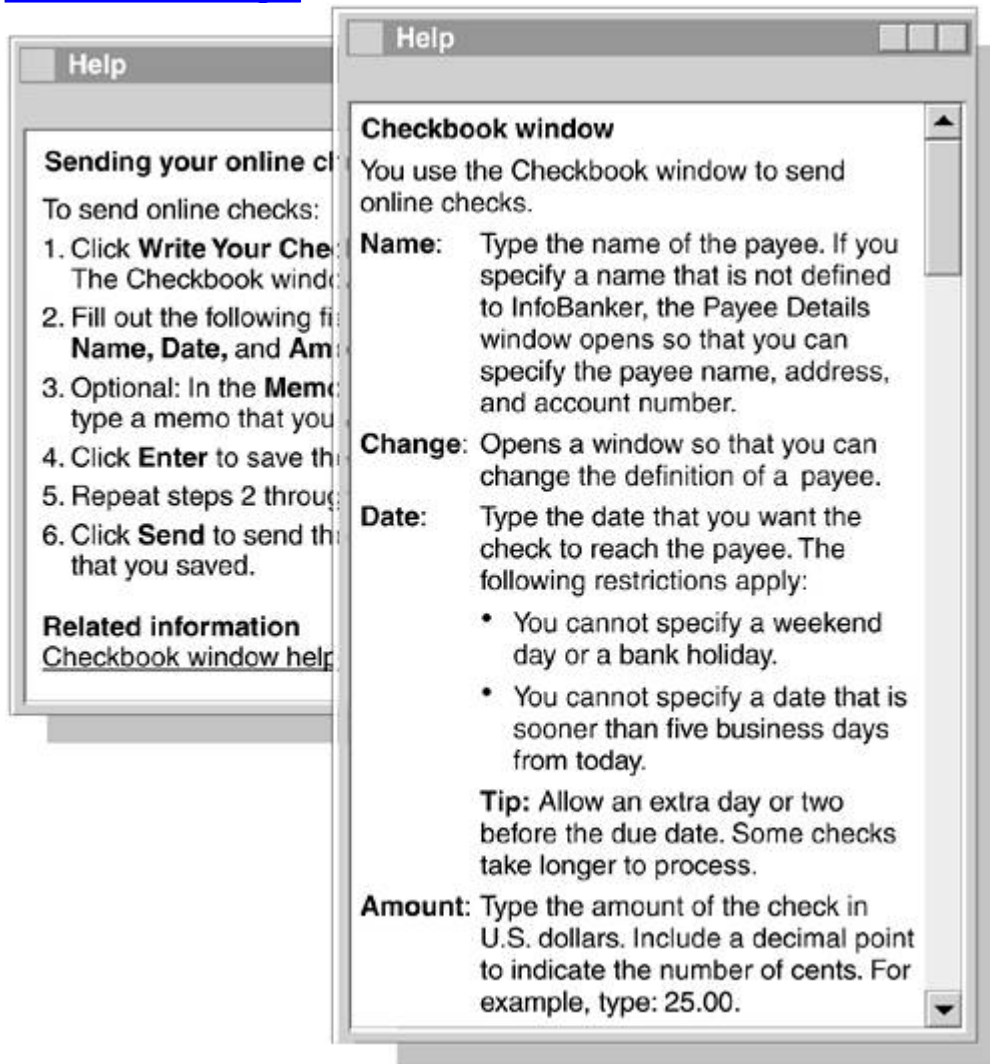 Help
Sending your online
To send online checks:
1. Click Write Your
The Checkbook
2. Fill out the following
Name, Date, and
3. Optional: In the
type a memo that you
4. Click Enter to save
5. Repeat steps 2
6. Click Send to send
that you saved.
Related information
Checkbook window help
Help
Checkbook window
You use the Checkbook window to send
online checks.
Name: Type the name of the payee. If you
specify a name that is not defined
to InfoBanker, the Payee Details
window opens so that you can
specify the payee name, address,
and account number.
Change: Opens a window so that you can
change the definition of a payee.
Date: Type the date that you want the
check to reach the payee. The
following restrictions apply:
• You cannot specify a weekend
day or a bank holiday.
• You cannot specify a date that is
sooner than five business days
from today.
Tip: Allow an extra day or two
before the due date. Some checks
take longer to process.
Amount: Type the amount of the check in
U.S. dollars. Include a decimal point
to indicate the number of cents. For
example, type: 25.00.